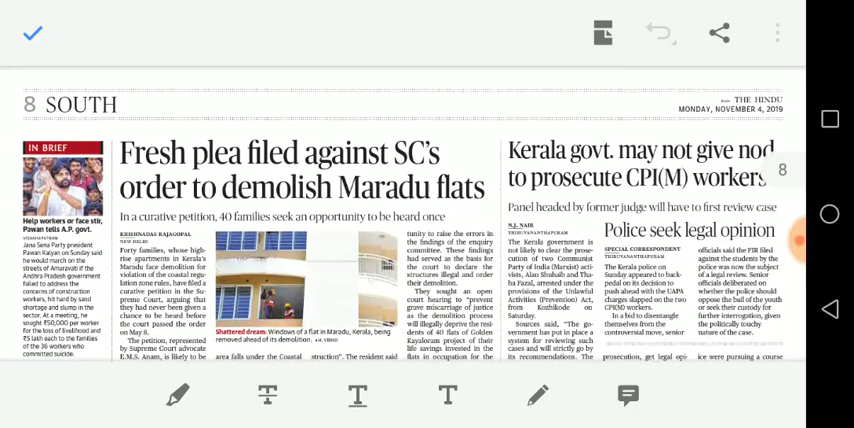 8 SOUTH
THE HINDU
MONDAY, NOVEMBER 4, 2019
8
IN BRIEF
Help workers or face stir,
Pawan tells A.P. govt.
VIJAYAWADA
Jana Sena Party president
Pawan Kalyan on Sunday said
he would march on the
streets of Amaravati if the
Andhra Pradesh government
failed to address the
concerns of construction
workers, hit hard by sand
shortage and slump in the
sector. At a meeting, he
sought ₹50,000 per worker
for the loss of livelihood and
₹5 lakh each to the families
of the 36 workers who
committed suicide.
Fresh plea filed against SC's
order to demolish Maradu flats
In a curative petition, 40 families seek an opportunity to be heard once
KRISHNADAS RAJAGOPAL
NEW DELHI
Forty families, whose high-
rise apartments in Kerala's
Maradu face demolition for
violation of the coastal regu-
lation zone rules, have filed a
curative petition in the Su-
preme Court, arguing that
they had never been given a
chance to be heard before
the court passed the order
on May 8.
The petition, represented
by Supreme Court advocate
E.M.S. Anam, is likely to be
Shattered dream: Windows of a flat in Maradu, Kerala, being
removed ahead of its demolition. H. VIBHU
area falls under the Coastal
struction". The resident said
tunity to raise the errors in
the findings of the enquiry
committee. These findings
had served as the basis for
the court to declare the
structures illegal and order
their demolition.
They sought an open
court hearing to "prevent
grave miscarriage of justice
as the demolition process
will illegally deprive the resi-
dents of 40 flats of Golden
Kayaloram project of their
life savings invested in the
flats in occupation for the
Kerala govt. may not give nod
to prosecute CPI(M) workers
Panel headed by former judge will have to first review case
N.J. NAIR
THIRUVANANTHAPURAM
The Kerala government is
not likely to clear the prose-
cution of two Communist
Party of India (Marxist) acti-
vists, Alan Shuhaib and Tha-
ha Fazal, arrested under the
Unlawful Activities
(Prevention) Act,
from Kozhikode on
Saturday.
Sources said, "The go-
vernment has put in place a
system for reviewing such
cases and will strictly go by
its recommendations. The
Police seek legal opinion
SPECIAL CORRESPONDENT
THIRUVANANTHAPURAM
The Kerala police on
Sunday appeared to back-
pedal on its decision to
push ahead with the UAPA
charges slapped on the two
CPI(M) workers.
In a bid to disentangle
themselves from the
controversial move, senior
officials said the FIR filed
against the students by the
police was now the subject
of a legal review. Senior
officials deliberated on
whether the police should
oppose the bail of the youth
or seek their custody for
further interrogation, given
the politically touchy
nature of the case.
prosecution, get legal opi-
ice were pursuing a course
T
T
T